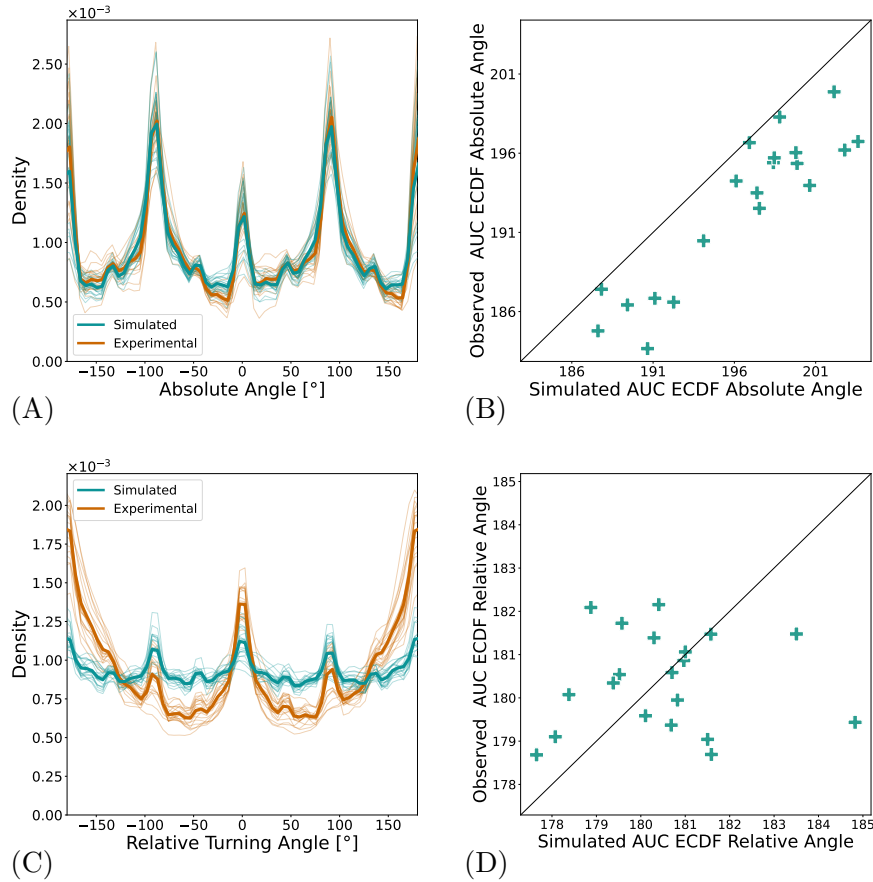 ×10⁻³
2.50
2.00
1.50
1.00
0.50
0.00
Density
Simulated
Experimental
−150 −100 −50 0 50 100 150
Absolute Angle [°]
(A)
Observed AUC ECDF Absolute Angle
201
196
191
186
186 191 196 201
Simulated AUC ECDF Absolute Angle
(B)
×10⁻³
2.00
1.75
1.50
1.25
1.00
0.75
0.50
0.25
0.00
Density
Simulated
Experimental
−150 −100 −50 0 50 100 150
Relative Turning Angle [°]
(C)
Observed AUC ECDF Relative Angle
185
184
183
182
181
180
179
178
178 179 180 181 182 183 184 185
Simulated AUC ECDF Relative Angle
(D)